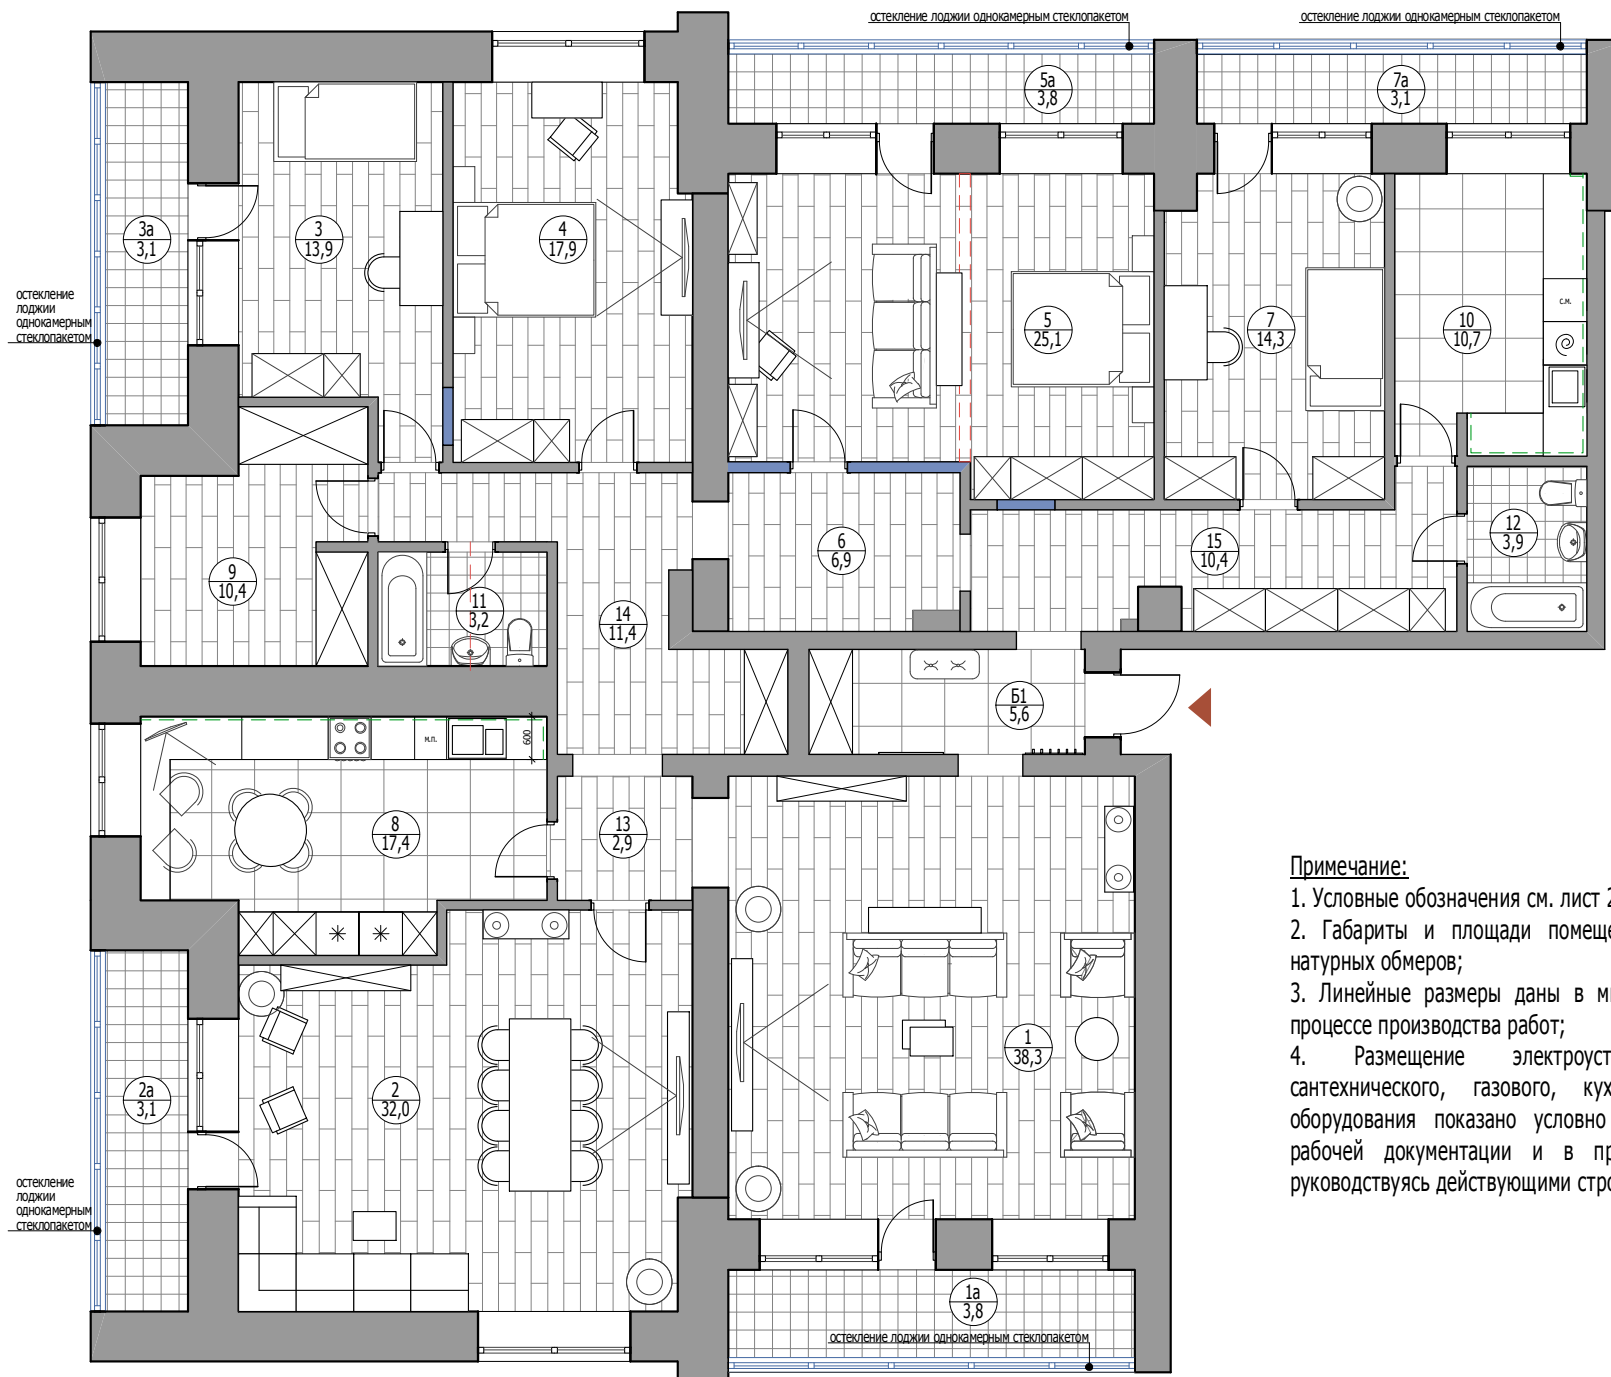 остекление лоджии однокамерным стеклопакетом
остекление лоджии однокамерным стеклопакетом
5а
3,8
7а
3,1
3а
3,1
3
13,9
4
17,9
5
25,1
7
14,3
10
10,7
с.м.
остекление
лоджии
однокамерным
стеклопакетом
6
6,9
15
10,4
12
3,9
9
10,4
11
3,2
14
11,4
Б1
5,6
м.п.
600
8
17,4
13
2,9
1
38,3
2
32,0
2а
3,1
остекление
лоджии
однокамерным
стеклопакетом
1а
3,8
остекление лоджии однокамерным стеклопакетом
Примечание:
1. Условные обозначения см. лист 2
2. Габариты и площади помеще
натурных обмеров;
3. Линейные размеры даны в ми
процессе производства работ;
4. Размещение электроуст
сантехнического, газового, кух
оборудования показано условно
рабочей документации и в пр
руководствуясь действующими стро